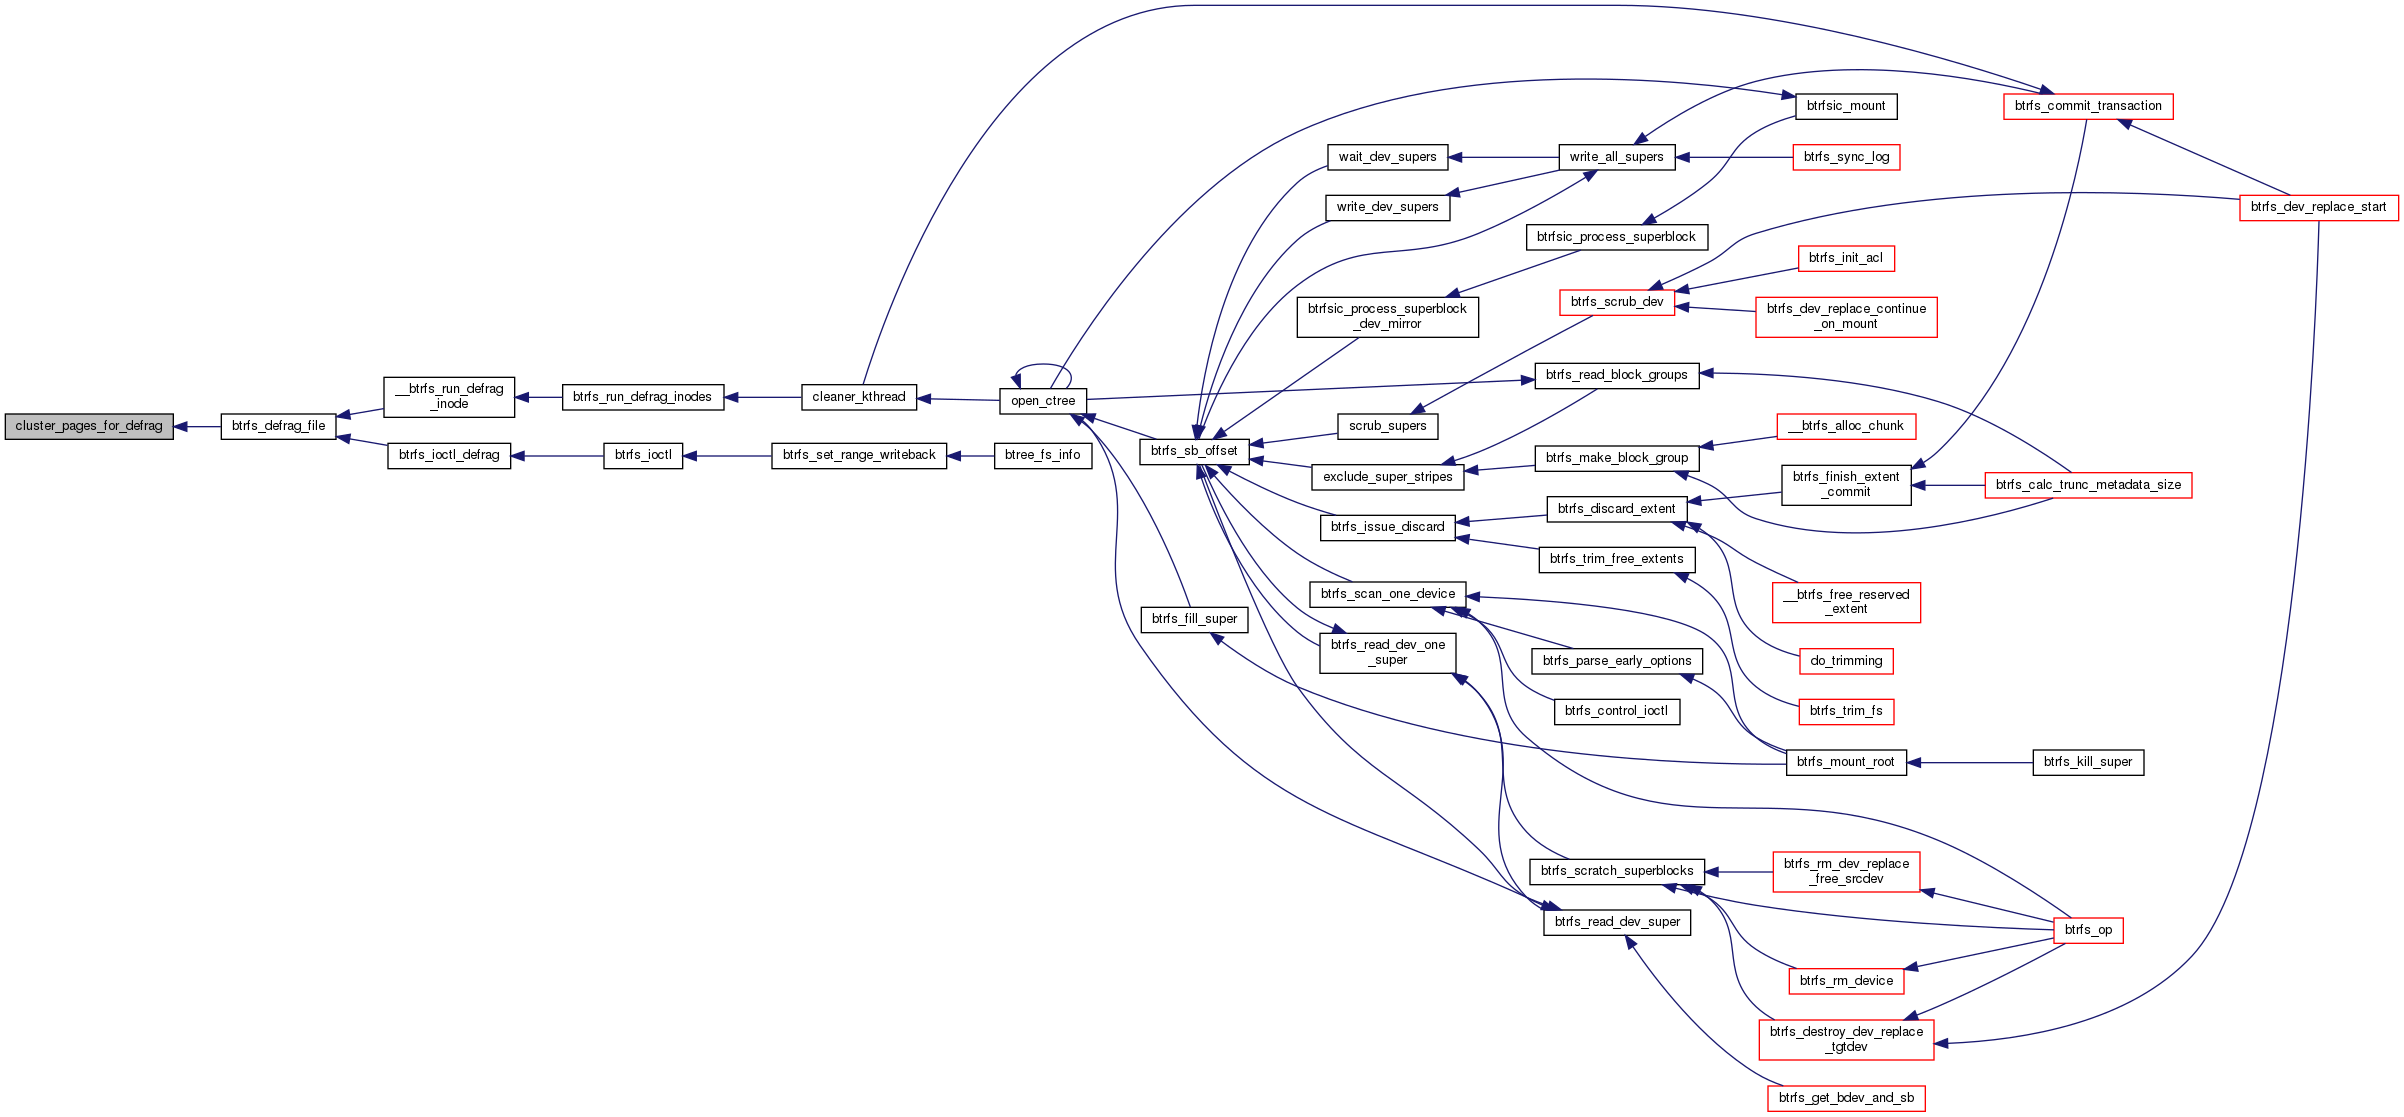 cluster_pages_for_defrag
btrfs_defrag_file
__btrfs_run_defrag
_inode
btrfs_ioctl_defrag
btrfs_run_defrag_inodes
btrfs_ioctl
cleaner_kthread
btrfs_set_range_writeback
open_ctree
btree_fs_info
btrfs_sb_offset
btrfs_fill_super
wait_dev_supers
write_dev_supers
btrfsic_process_superblock
_dev_mirror
scrub_supers
exclude_super_stripes
btrfs_issue_discard
btrfs_scan_one_device
btrfs_read_dev_one
_super
write_all_supers
btrfsic_process_superblock
btrfs_scrub_dev
btrfs_read_block_groups
btrfs_make_block_group
btrfs_discard_extent
btrfs_trim_free_extents
btrfs_parse_early_options
btrfs_control_ioctl
btrfs_scratch_superblocks
btrfs_read_dev_super
btrfsic_mount
btrfs_sync_log
btrfs_init_acl
btrfs_dev_replace_continue
_on_mount
__btrfs_alloc_chunk
btrfs_finish_extent
_commit
__btrfs_free_reserved
_extent
do_trimming
btrfs_trim_fs
btrfs_mount_root
btrfs_rm_dev_replace
_free_srcdev
btrfs_rm_device
btrfs_destroy_dev_replace
_tgtdev
btrfs_get_bdev_and_sb
btrfs_commit_transaction
btrfs_calc_trunc_metadata_size
btrfs_kill_super
btrfs_op
btrfs_dev_replace_start